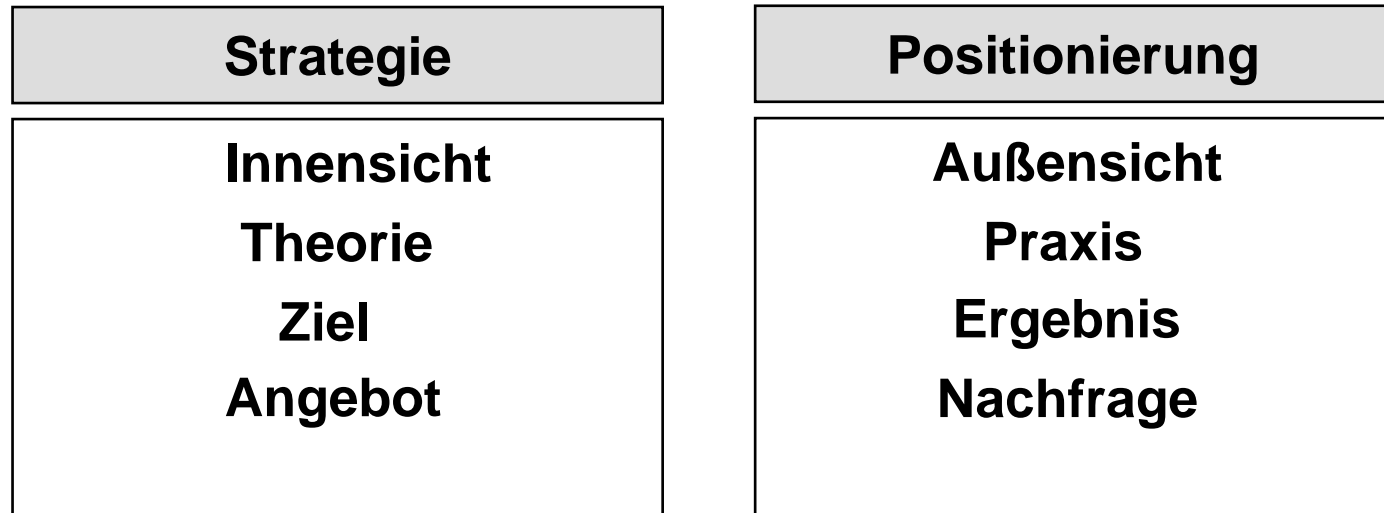 Strategie
Innensicht
Theorie
Ziel
Angebot
Positionierung
Außensicht
Praxis
Ergebnis
Nachfrage